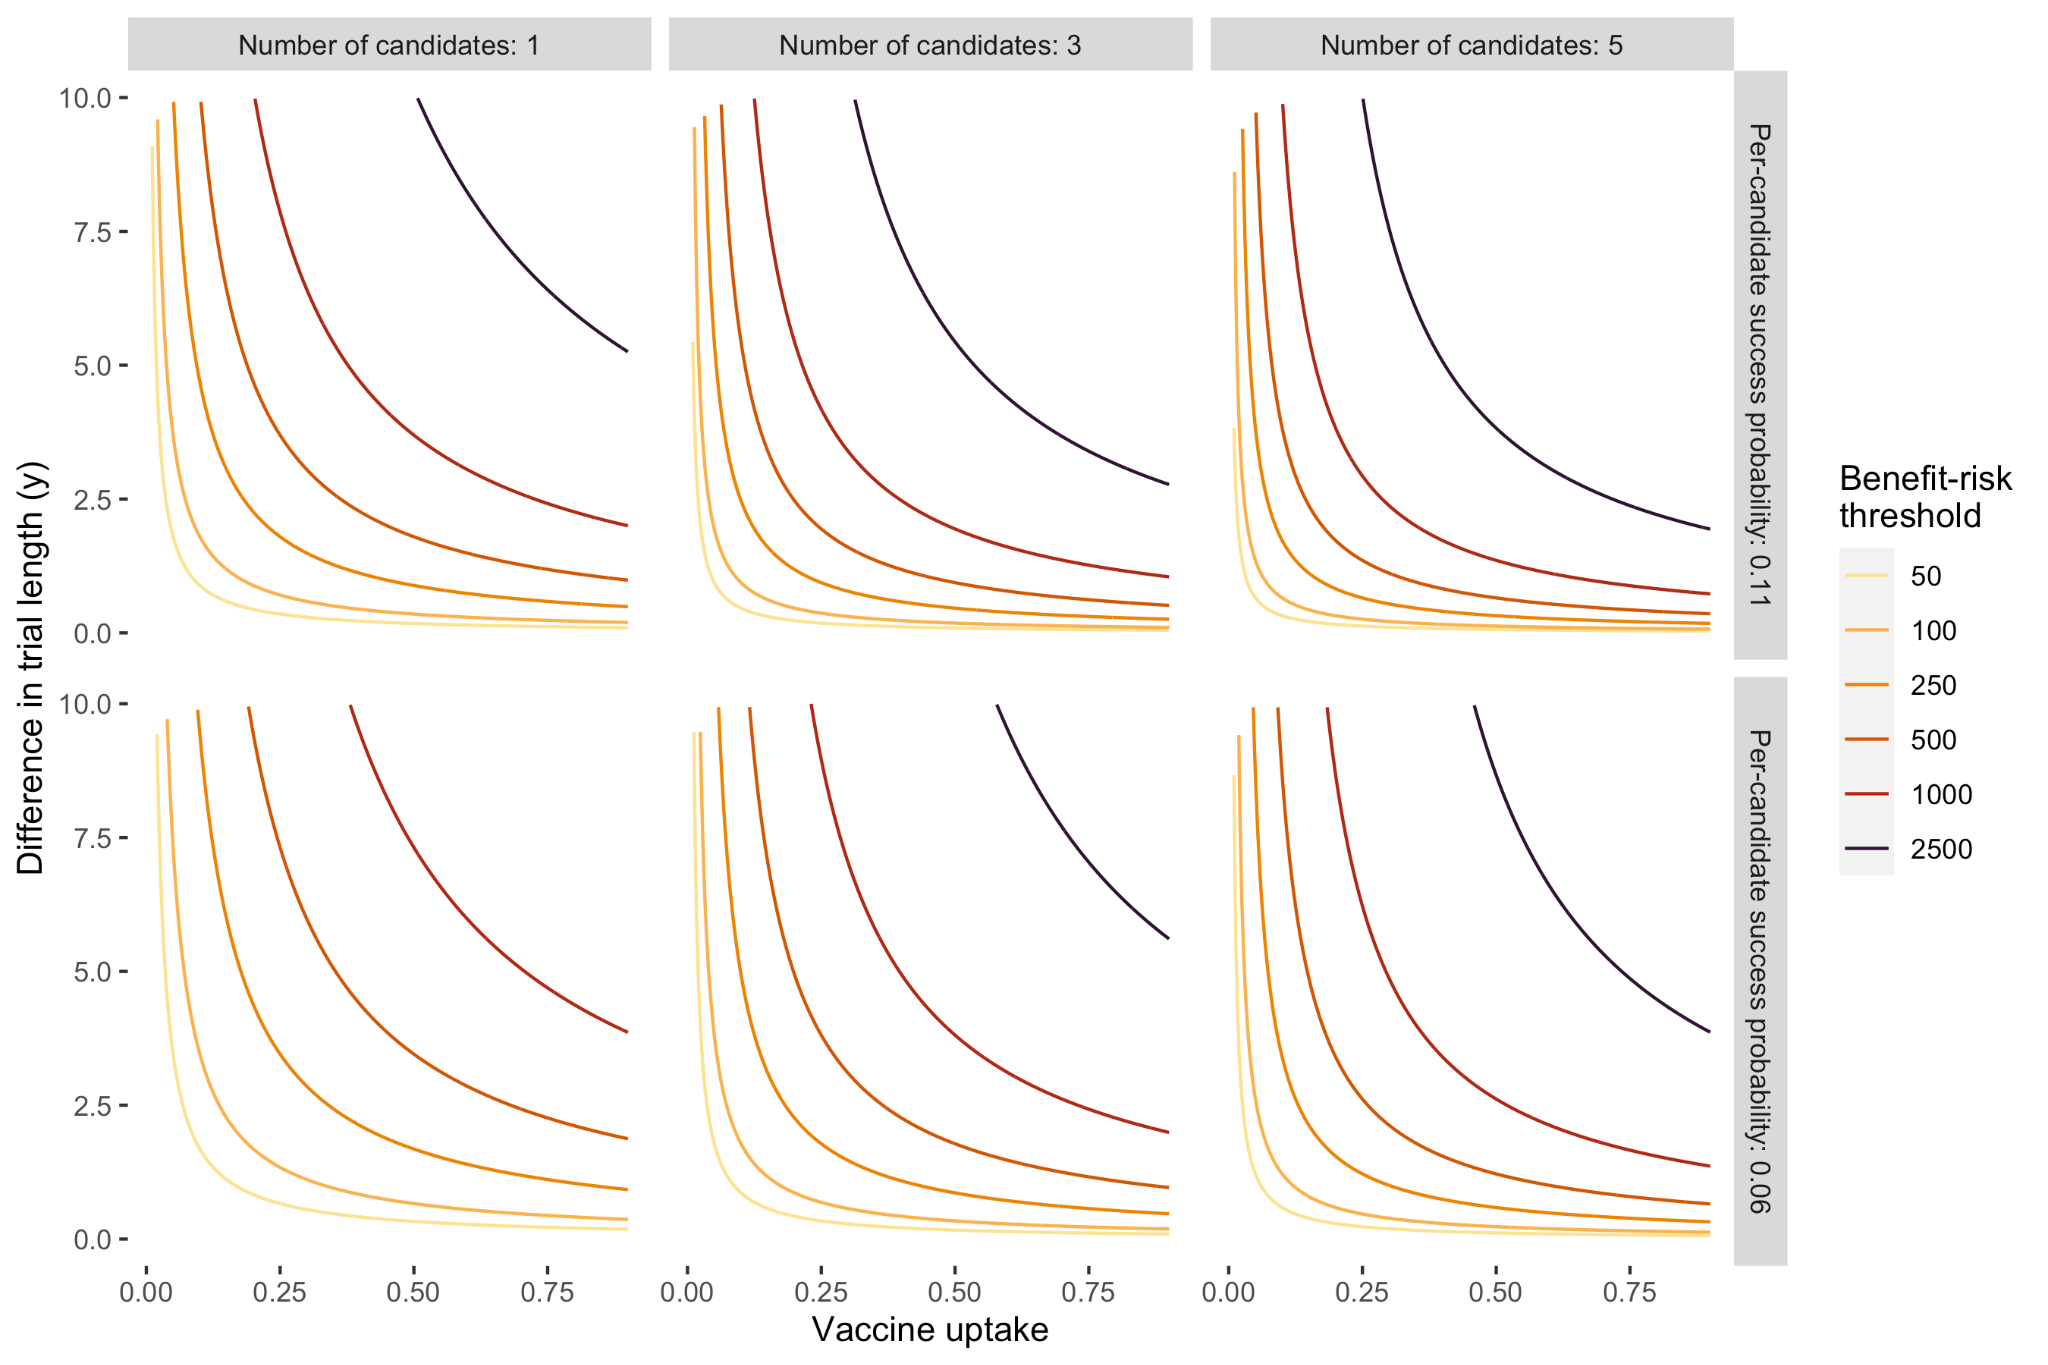 Number of candidates: 1
Number of candidates: 3
Number of candidates: 5
Difference in trial length (y)
10.0
7.5
5.0
2.5
0.0
Per-candidate success probability: 0.11
10.0
7.5
5.0
2.5
0.0
Per-candidate success probability: 0.06
0.00 0.25 0.50 0.75
0.00 0.25 0.50 0.75
0.00 0.25 0.50 0.75
Vaccine uptake
Benefit-risk
threshold
50
100
250
500
1000
2500